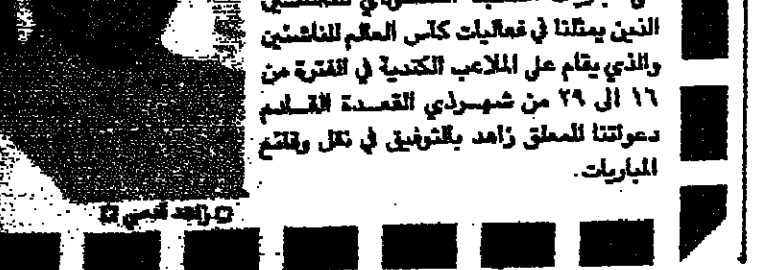 الذين يمثلنا في فعاليات كأس العالم للناشئين
والذي يقام على الملاعب الكندية في الفترة من
١٦ الى ٢٩ من شهر ذي القعدة القادم
دعواتنا للمعلق زاهد بالتوفيق في نقل وقائع
المباريات.
زاهد قدسي